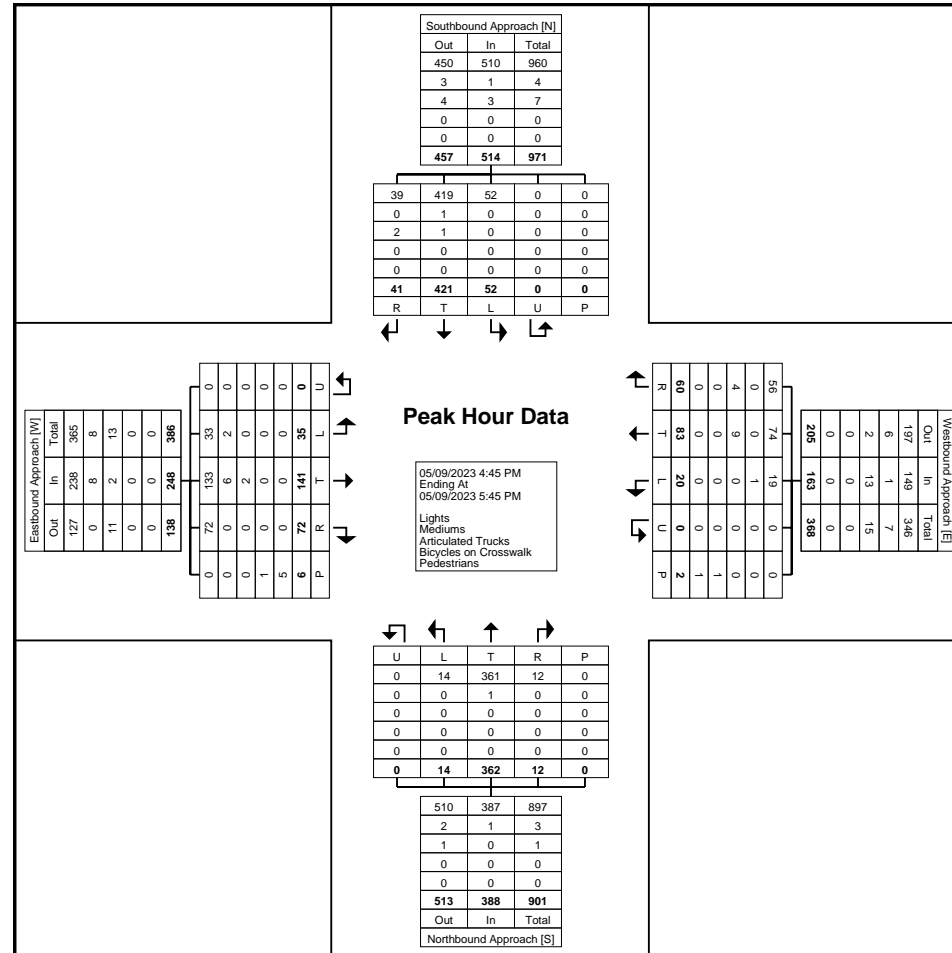 Southbound Approach [N]
Out In Total
450 510 960
3 1 4
4 3 7
0 0 0
0 0 0
457 514 971
39 419 52 0 0
0 1 0 0 0
2 1 0 0 0
0 0 0 0 0
0 0 0 0 0
41 421 52 0 0
R T L U P
Eastbound Approach [W]
Out In Total
127 238 365
0 8 8
11 2 13
0 0 0
0 0 0
138 248 386
0 33 133 72 0
0 2 6 0 0
0 0 2 0 0
0 0 0 0 1
0 0 0 0 5
0 35 141 72 6
U L T R P
Peak Hour Data
05/09/2023 4:45 PM
Ending At
05/09/2023 5:45 PM
Lights
Mediums
Articulated Trucks
Bicycles on Crosswalk
Pedestrians
Westbound Approach [E]
Out In Total
197 149 346
6 1 7
2 13 15
0 0 0
0 0 0
205 163 368
56 74 19 0 0
0 0 1 0 0
4 9 0 0 0
0 0 0 0 1
0 0 0 0 1
60 83 20 0 2
R T L U P
U L T R P
0 14 361 12 0
0 0 1 0 0
0 0 0 0 0
0 0 0 0 0
0 0 0 0 0
0 14 362 12 0
510 387 897
2 1 3
1 0 1
0 0 0
0 0 0
513 388 901
Out In Total
Northbound Approach [S]